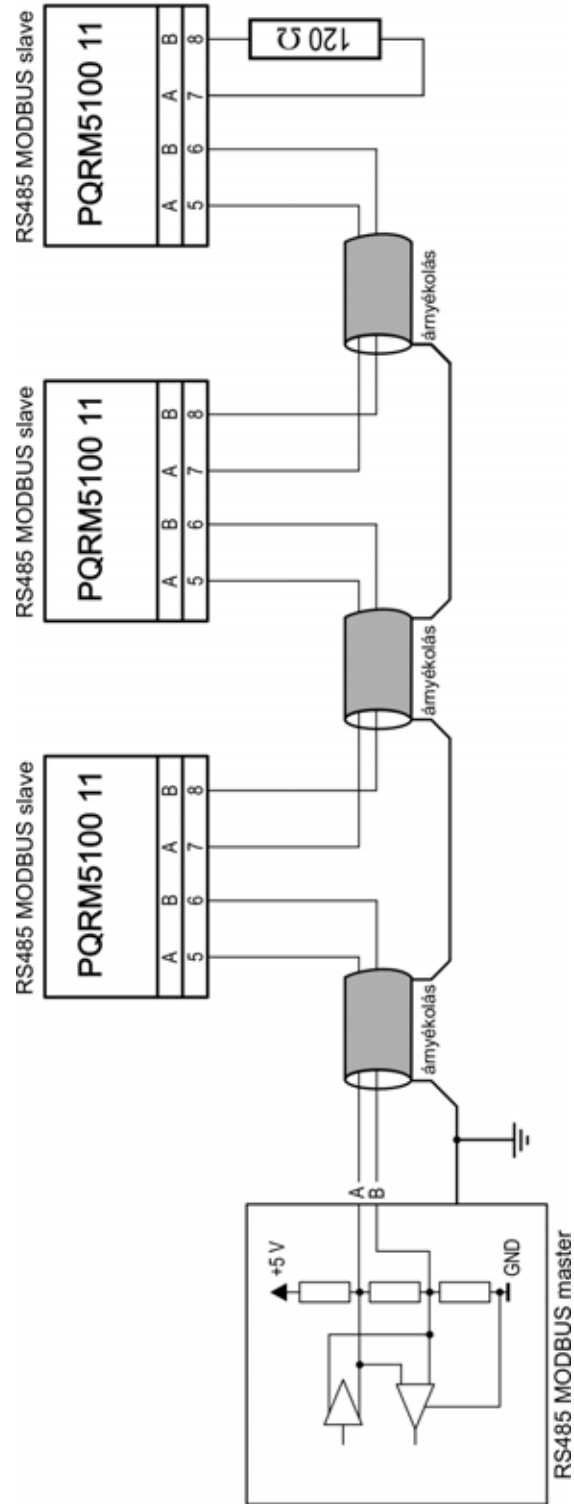 RS485 MODBUS slave
PQRM5100 11
A B A B
5 6 7 8
RS485 MODBUS slave
PQRM5100 11
A B A B
5 6 7 8
RS485 MODBUS slave
PQRM5100 11
A B A B
5 6 7 8
120 Ω
árnyékolás
árnyékolás
árnyékolás
A
B
+5 V
GND
RS485 MODBUS master